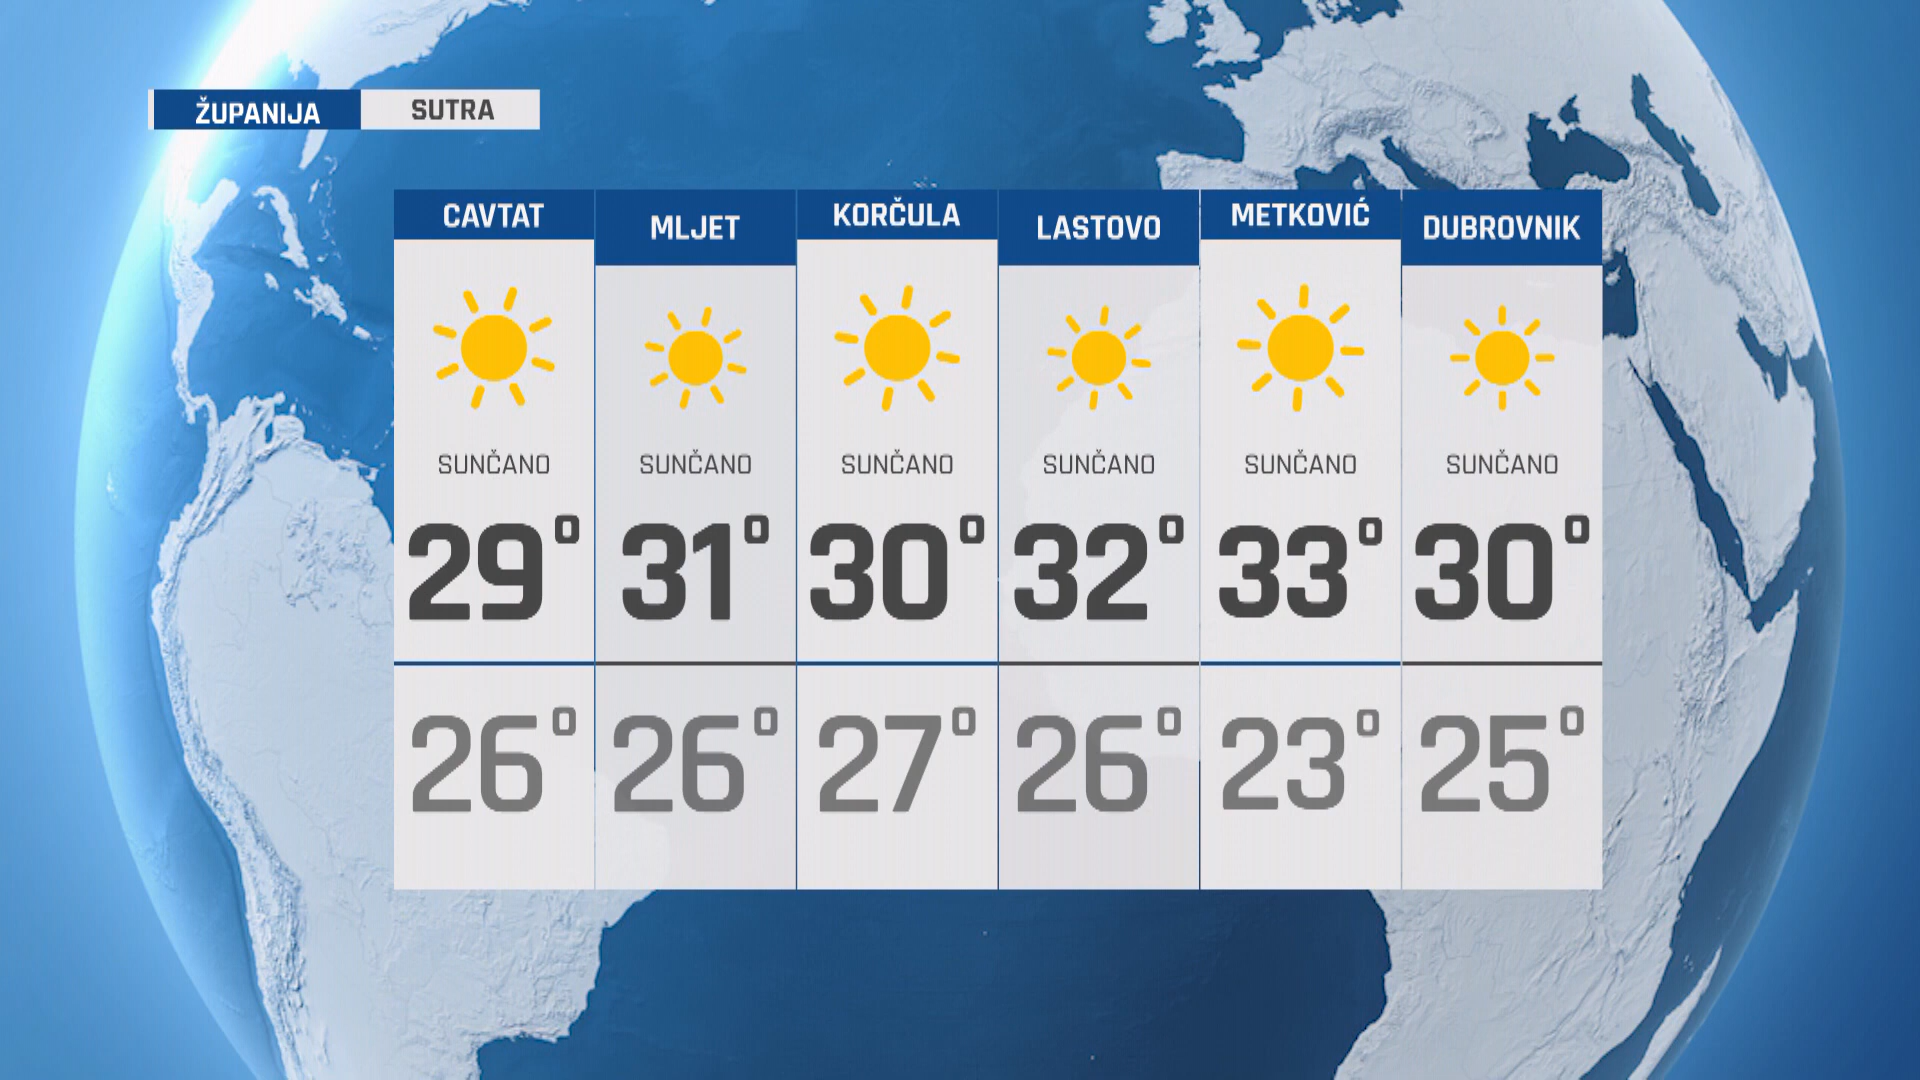 ŽUPANIJA SUTRA
CAVTAT MLJET KORČULA LASTOVO METKOVIĆ DUBROVNIK
SUNČANO SUNČANO SUNČANO SUNČANO SUNČANO SUNČANO
29° 31° 30° 32° 33° 30°
26° 26° 27° 26° 23° 25°